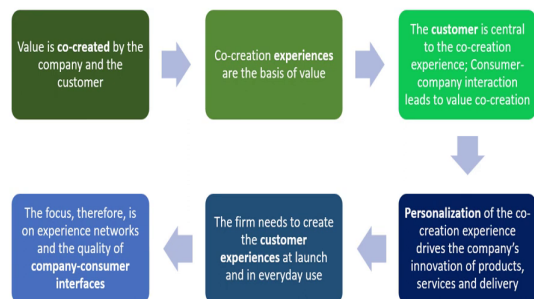 Value is co-created by the
company and the
customer
Co-creation experiences
are the basis of value
The customer is central
to the co-creation
experience; Consumer-
company interaction
leads to value co-creation
Personalization of the co-
creation experience
drives the company's
innovation of products,
services and delivery
The firm needs to create
the customer
experiences at launch
and in everyday use
The focus, therefore, is
on experience networks
and the quality of
company-consumer
interfaces